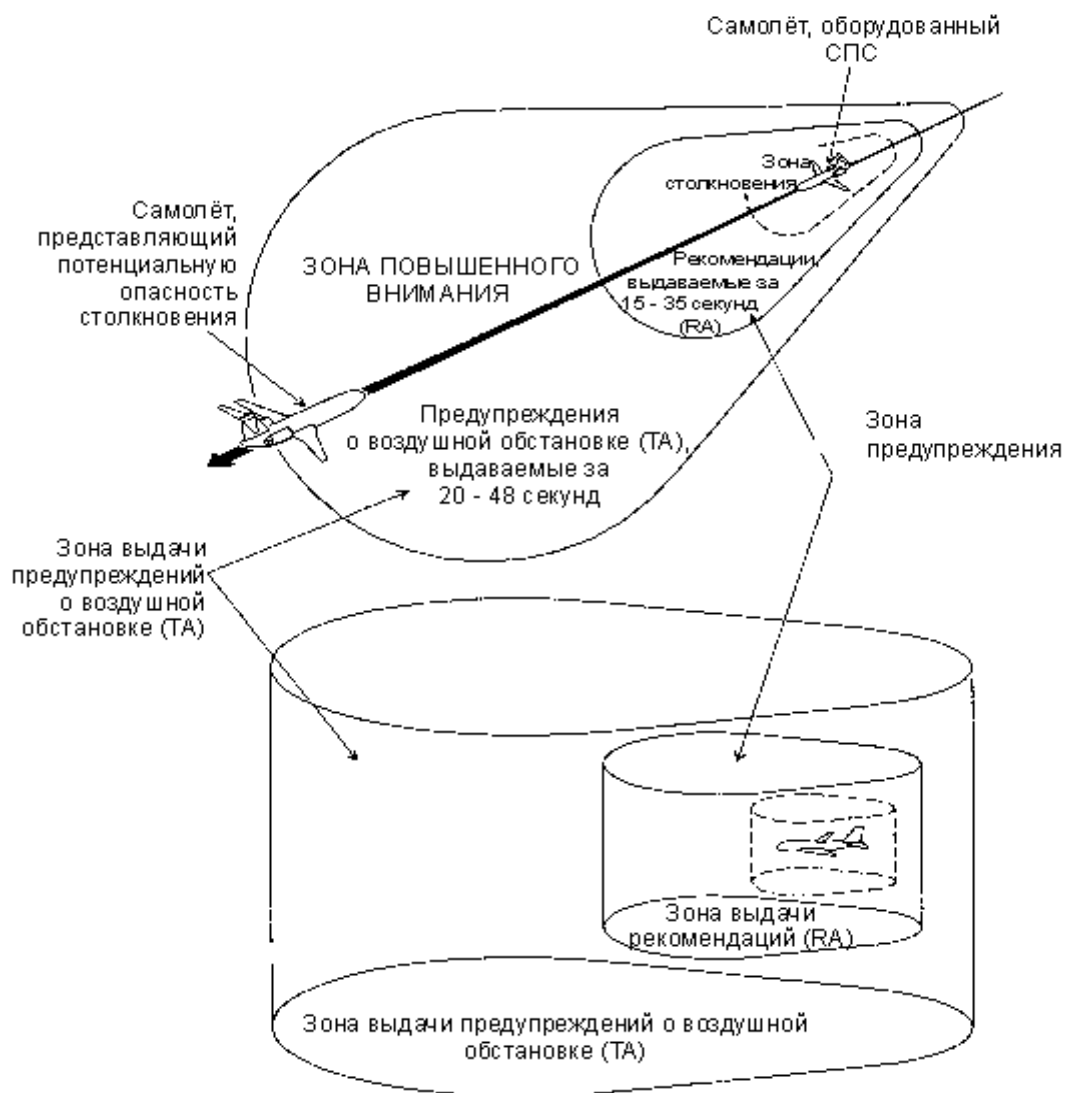 Самолёт, оборудованный
СПС
Зона
столкновения
Самолёт,
представляющий
потенциальную
опасность
столкновения
ЗОНА ПОВЫШЕННОГО
ВНИМАНИЯ
Рекомендации,
выдаваемые за
15 - 35 секунд
(RA)
Предупреждения
о воздушной обстановке (ТА),
выдаваемые за
20 - 48 секунд
Зона
предупреждения
Зона выдачи
предупреждений
о воздушной
обстановке (ТА)
Зона выдачи
рекомендаций (RA)
Зона выдачи предупреждений о воздушной
обстановке (ТА)